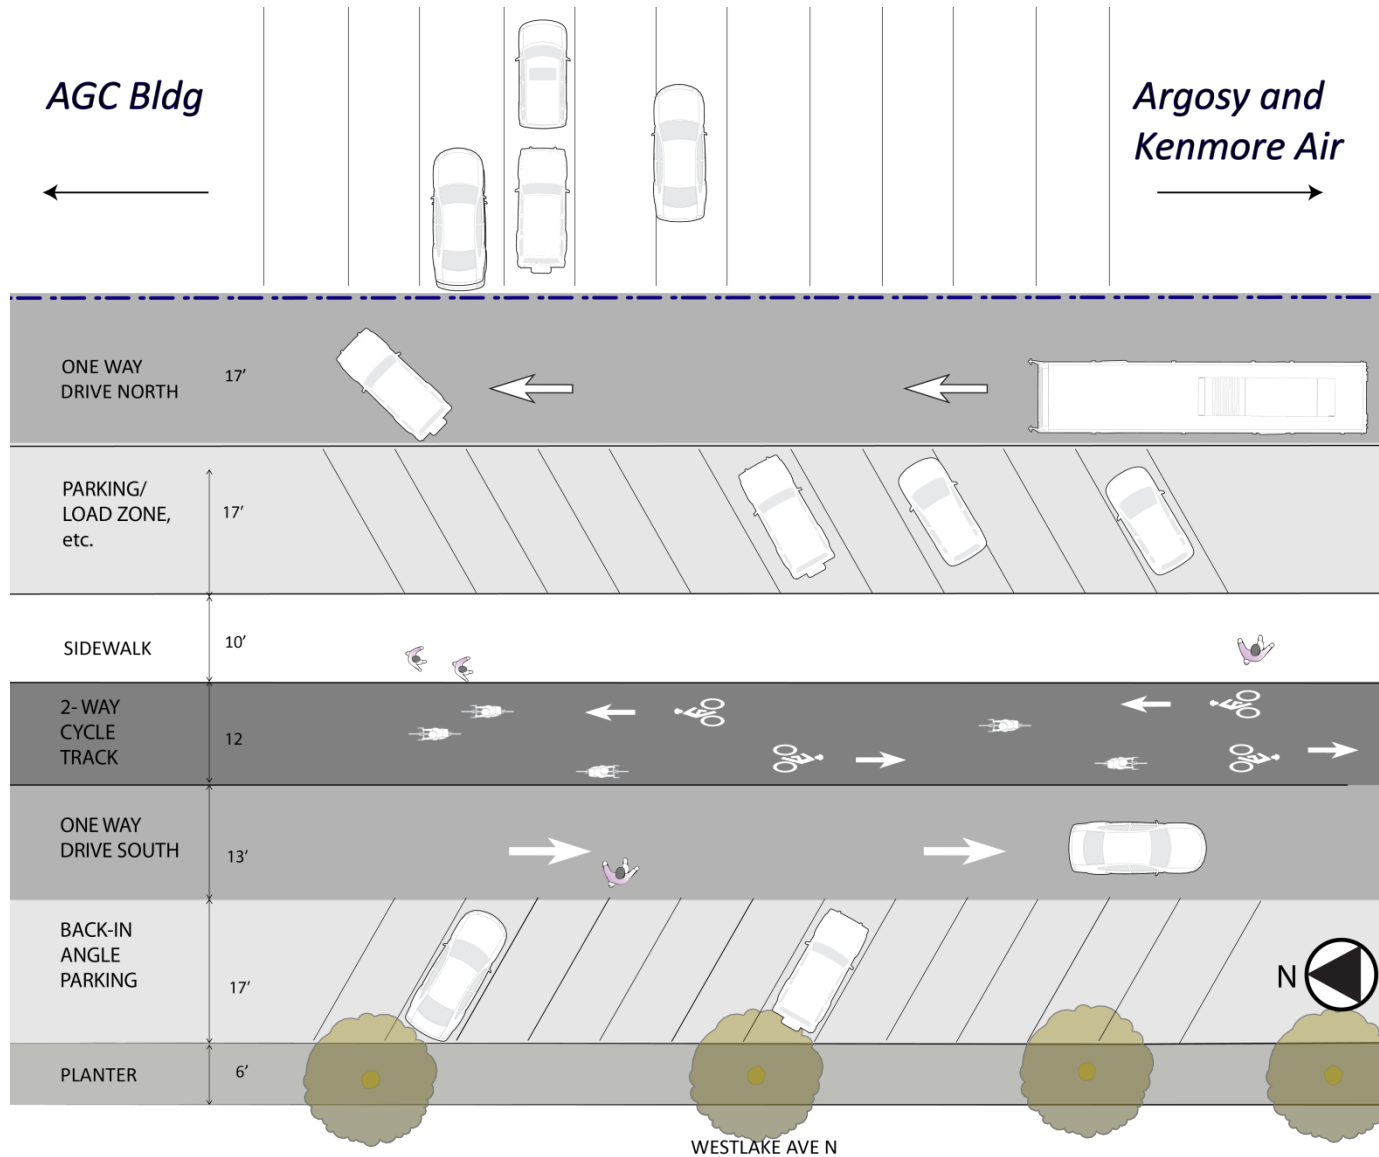 AGC Bldg
Argosy and
Kenmore Air
ONE WAY
DRIVE NORTH
17'
PARKING/
LOAD ZONE,
etc.
17'
SIDEWALK
10'
2- WAY
CYCLE
TRACK
12
ONE WAY
DRIVE SOUTH
13'
BACK-IN
ANGLE
PARKING
17'
N
PLANTER
6'
WESTLAKE AVE N